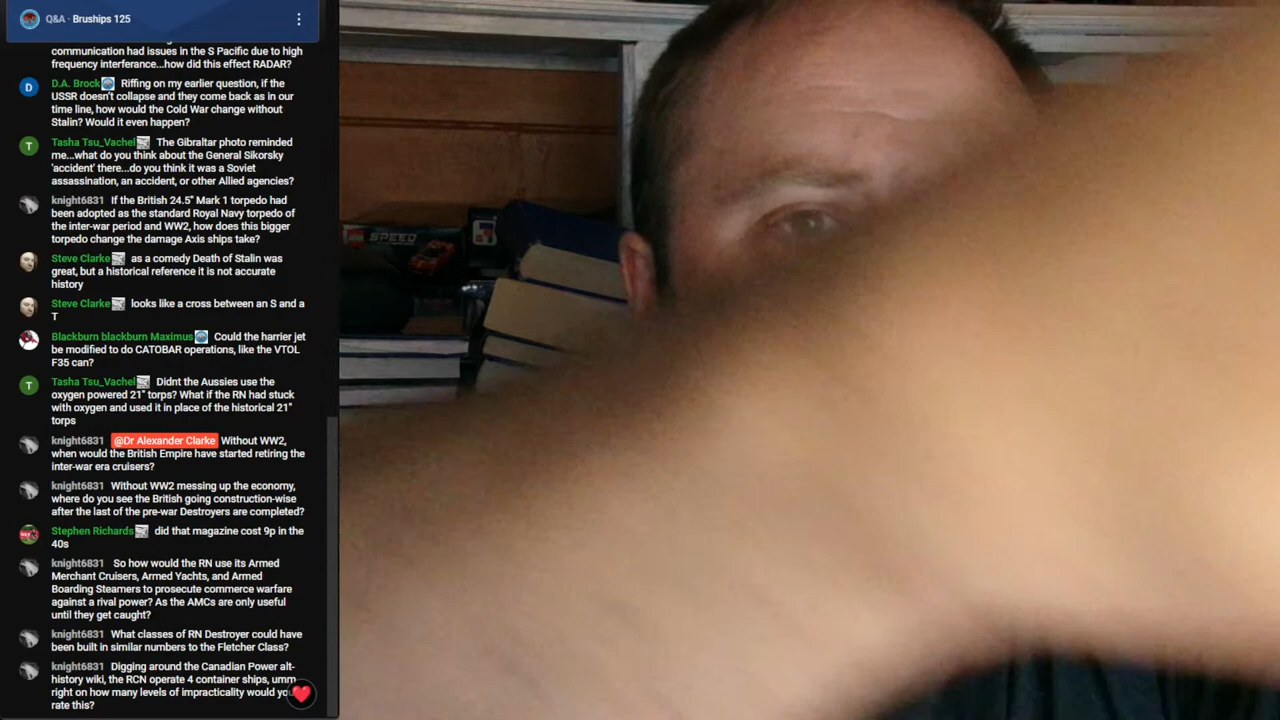 Q&A · Bruships 125
communication had issues in the S Pacific due to high
frequency interferance...how did this effect RADAR?
D.A. Brock Riffing on my earlier question, if the
USSR doesn't collapse and they come back as in our
time line, how would the Cold War change without
Stalin? Would it even happen?
Tasha Tsu_Vachel The Gibraltar photo reminded
me...what do you think about the General Sikorsky
'accident' there...do you think it was a Soviet
assassination, an accident, or other Allied agencies?
knight6831 If the British 24.5" Mark 1 torpedo had
been adopted as the standard Royal Navy torpedo of
the inter-war period and WW2, how does this bigger
torpedo change the damage Axis ships take?
Steve Clarke as a comedy Death of Stalin was
great, but a historical reference it is not accurate
history
Steve Clarke looks like a cross between an S and a
T
Blackburn blackburn Maximus Could the harrier jet
be modified to do CATOBAR operations, like the VTOL
F35 can?
Tasha Tsu_Vachel Didnt the Aussies use the
oxygen powered 21" torps? What if the RN had stuck
with oxygen and used it in place of the historical 21"
torps
knight6831 @Dr Alexander Clarke Without WW2,
when would the British Empire have started retiring the
inter-war era cruisers?
knight6831 Without WW2 messing up the economy,
where do you see the British going construction-wise
after the last of the pre-war Destroyers are completed?
Stephen Richards did that magazine cost 9p in the
40s
knight6831 So how would the RN use its Armed
Merchant Cruisers, Armed Yachts, and Armed
Boarding Steamers to prosecute commerce warfare
against a rival power? As the AMCs are only useful
until they get caught?
knight6831 What classes of RN Destroyer could have
been built in similar numbers to the Fletcher Class?
knight6831 Digging around the Canadian Power alt-
history wiki, the RCN operate 4 container ships, umm
right on how many levels of impracticality would
rate this?
D
T
T
LEGO SPEED